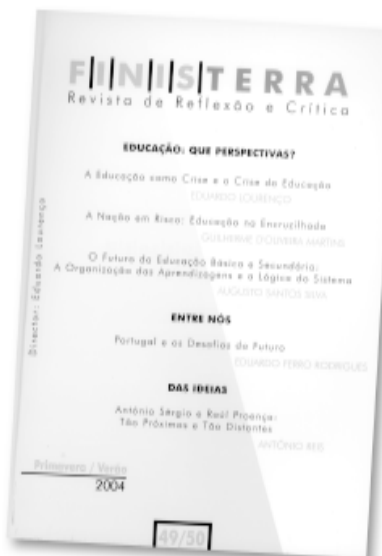 FINISTERRA
Revista de Reflexão e Crítica
EDUCAÇÃO: QUE PERSPECTIVAS?
A Educação como Crise e a Crise da Educação
EDUARDO LOURENÇO
A Nação em Risco: Educação na Encruzilhada
GUILHERME D'OLIVEIRA MARTINS
O Futuro da Educação Básica e Secundária:
A Organização das Aprendizagens e a Lógica do Sistema
AUGUSTO SANTOS SILVA
ENTRE NÓS
Portugal e os Desafios do Futuro
EDUARDO FERRO RODRIGUES
DAS IDEIAS
António Sérgio e Raúl Proença:
Tão Próximos e Tão Distantes
ANTÓNIO REIS
Director: Eduardo Lourenço
Primavera / Verão
2004
49/50